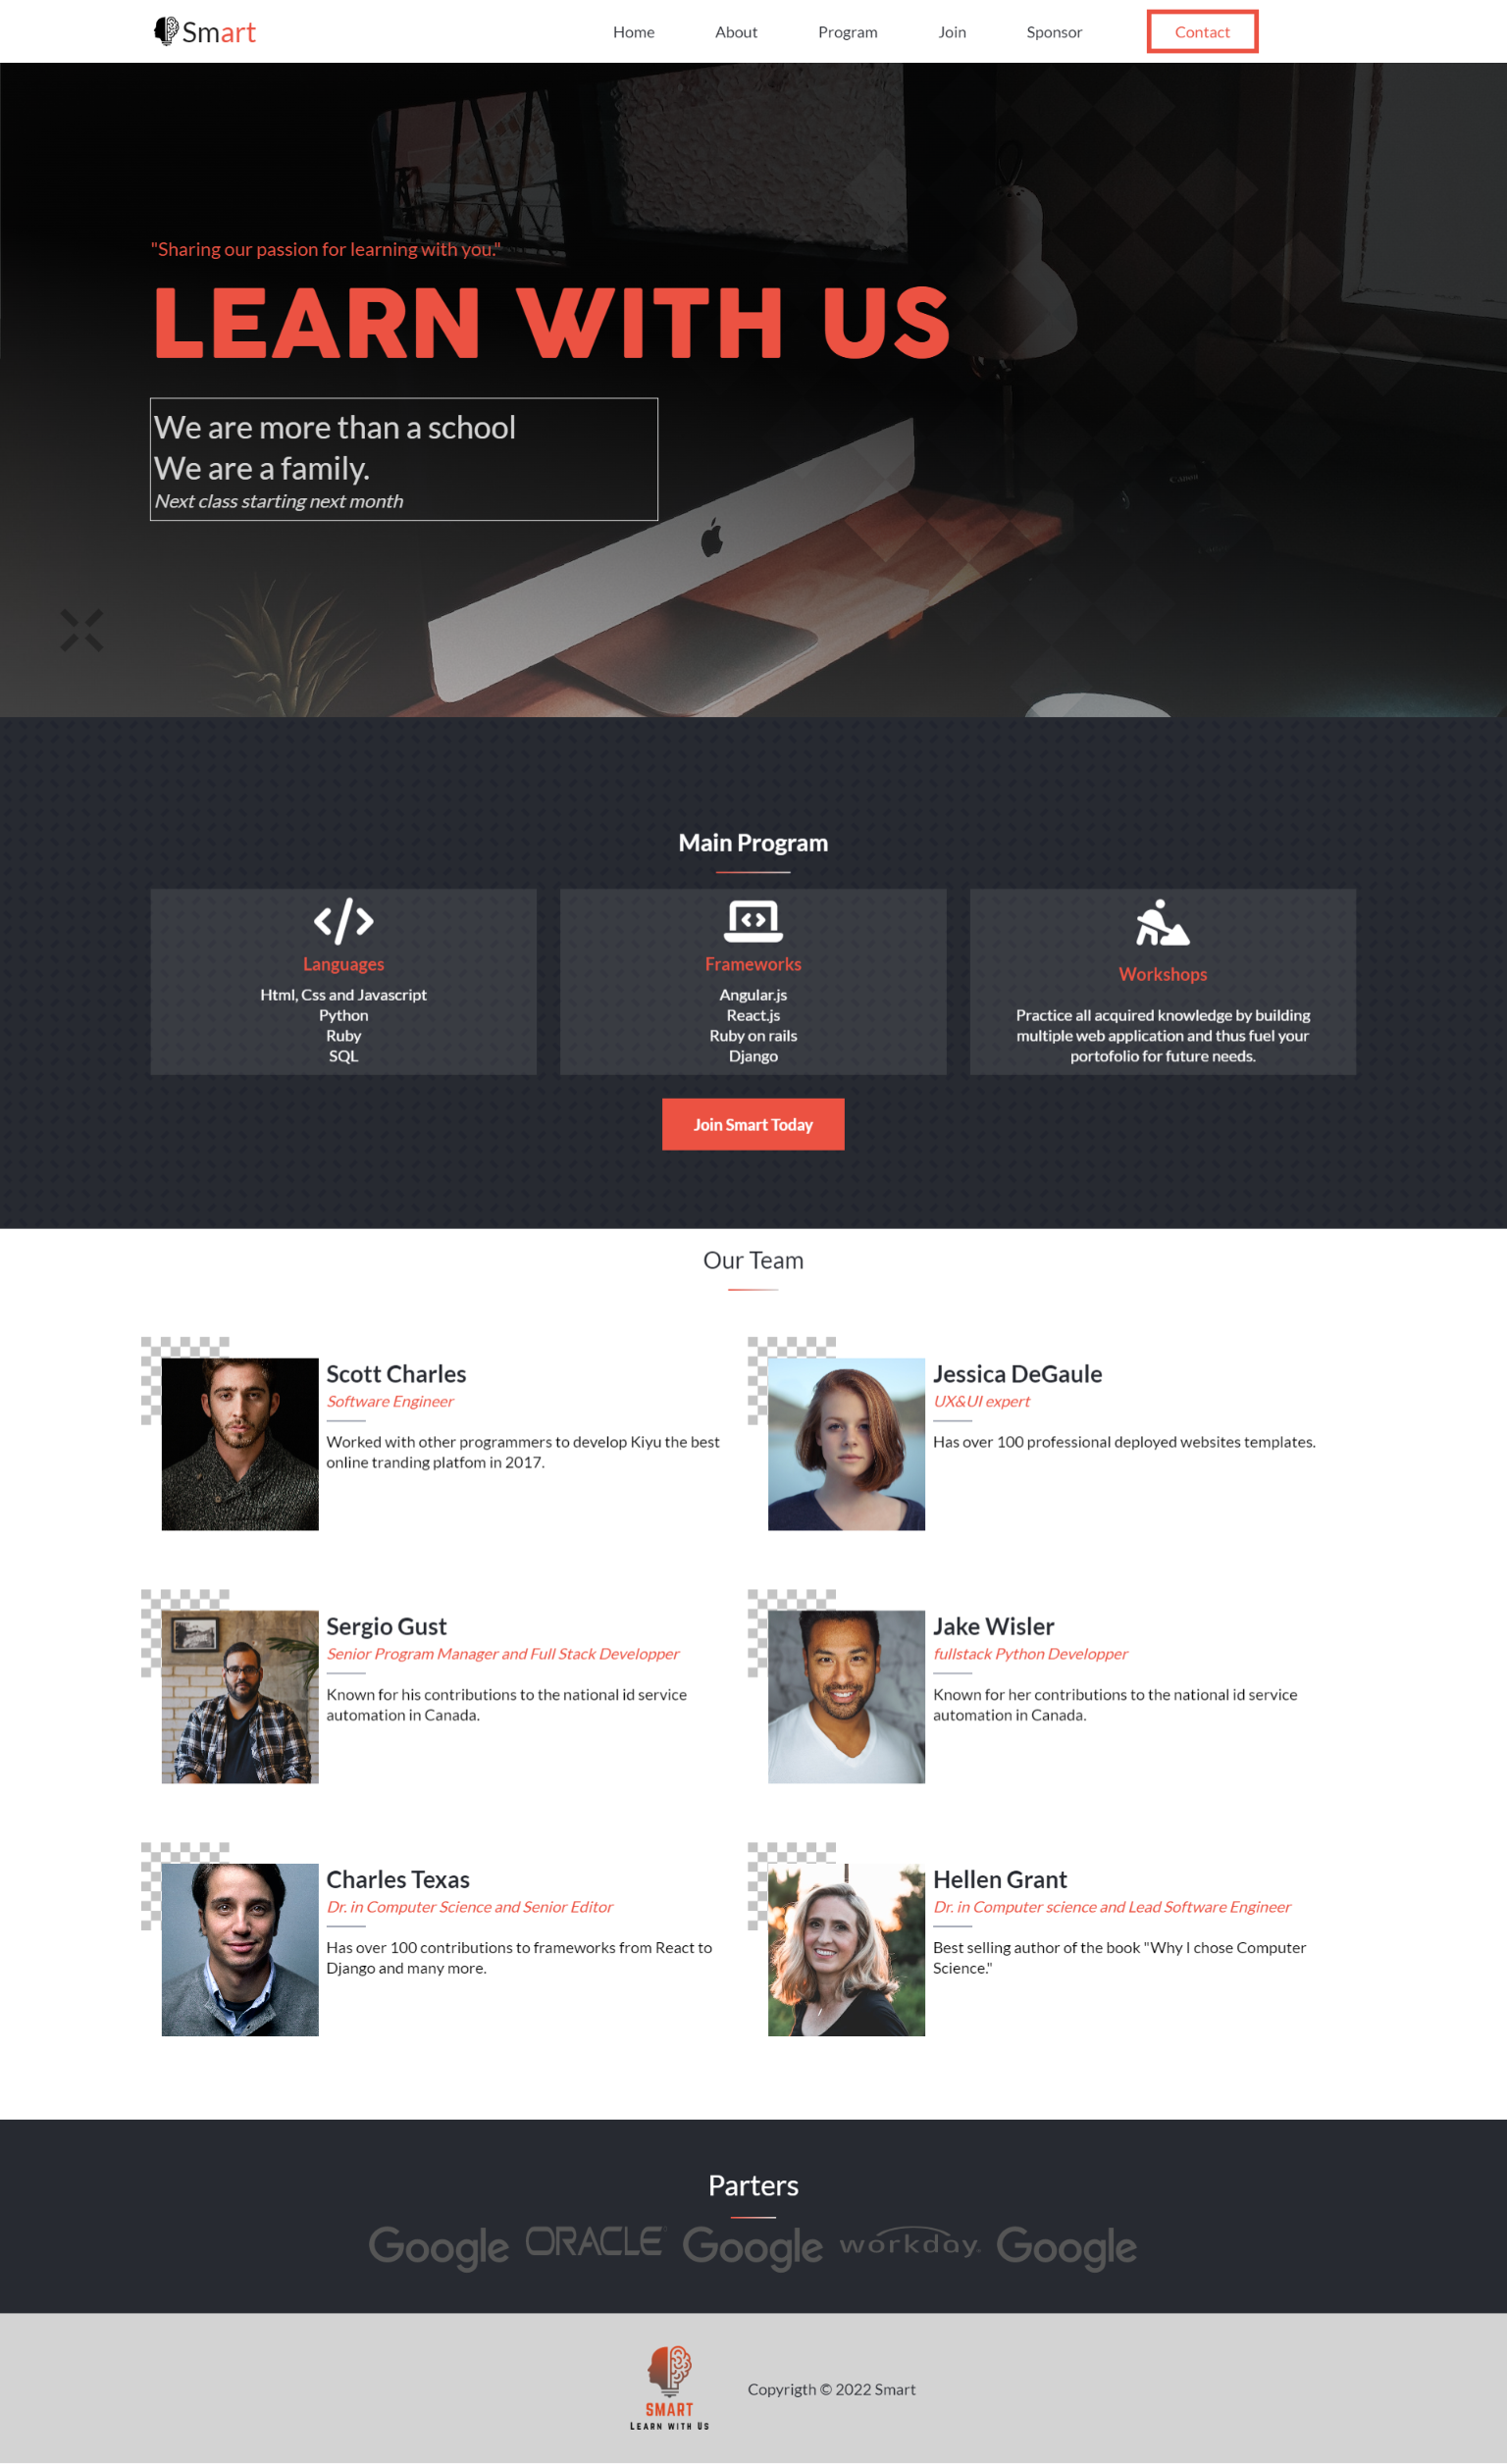 Smart
Home
About
Program
Join
Sponsor
Contact
"Sharing our passion for learning with you."
LEARN WITH US
We are more than a school
We are a family.
Next class starting next month
Canon
Main Program
Languages
Html, Css and Javascript
Python
Ruby
SQL
Frameworks
Angular.js
React.js
Ruby on rails
Django
Workshops
Practice all acquired knowledge by building
multiple web application and thus fuel your
portofolio for future needs.
Join Smart Today
Our Team
Scott Charles
Software Engineer
Worked with other programmers to develop Kiyu the best
online tranding platfom in 2017.
Jessica DeGaule
UX&UI expert
Has over 100 professional deployed websites templates.
Sergio Gust
Senior Program Manager and Full Stack Developper
Known for his contributions to the national id service
automation in Canada.
Jake Wisler
fullstack Python Developper
Known for her contributions to the national id service
automation in Canada.
Charles Texas
Dr. in Computer Science and Senior Editor
Has over 100 contributions to frameworks from React to
Django and many more.
Hellen Grant
Dr. in Computer science and Lead Software Engineer
Best selling author of the book "Why I chose Computer
Science."
Parters
Google
ORACLE
Google
workday.
Google
SMART
LEARN WITH US
Copyrigth © 2022 Smart